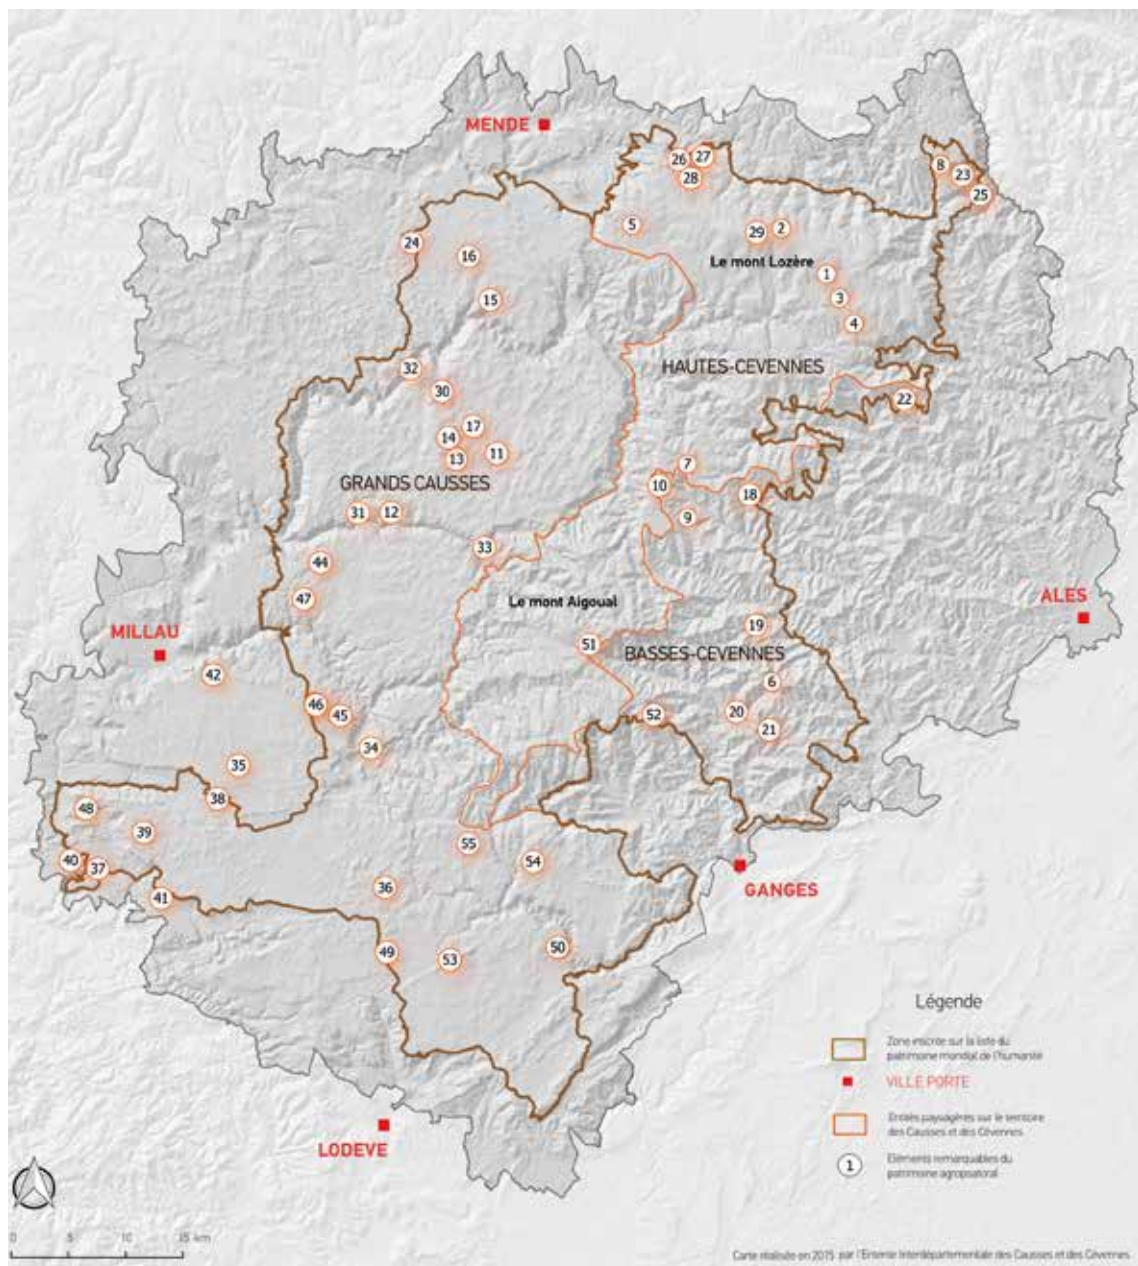 MENDE
26
27
8
28
23
25
5
29
2
24
16
Le mont Lozère
1
15
3
4
32
HAUTES-CEVENNES
30
22
17
14
11
13
7
GRANDS CAUSSES
10
18
31
12
9
33
44
Le mont Aigoual
47
ALES
19
MILLAU
51
BASSES-CEVENNES
42
6
46
45
52
20
21
34
35
38
48
39
55
54
40
37
GANGES
36
41
49
53
50
Légende
Zone inscrite sur la liste du
patrimoine mondial de l'humanité
VILLE PORTE
Entités paysagères sur le territoire
des Causses et des Cévennes
1
Eléments remarquables du
patrimoine agropastoral
LODEVE
0 5 10 15 km
Carte réalisée en 2015 par l'Entente Interdépartementale des Causses et des Cévennes